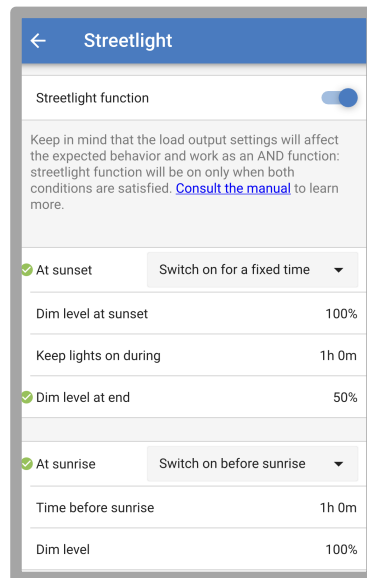 Streetlight
Streetlight function
Keep in mind that the load output settings will affect
the expected behavior and work as an AND function:
streetlight function will be on only when both
conditions are satisfied. Consult the manual to learn
more.
At sunset Switch on for a fixed time
Dim level at sunset 100%
Keep lights on during 1h 0m
Dim level at end 50%
At sunrise Switch on before sunrise
Time before sunrise 1h 0m
Dim level 100%